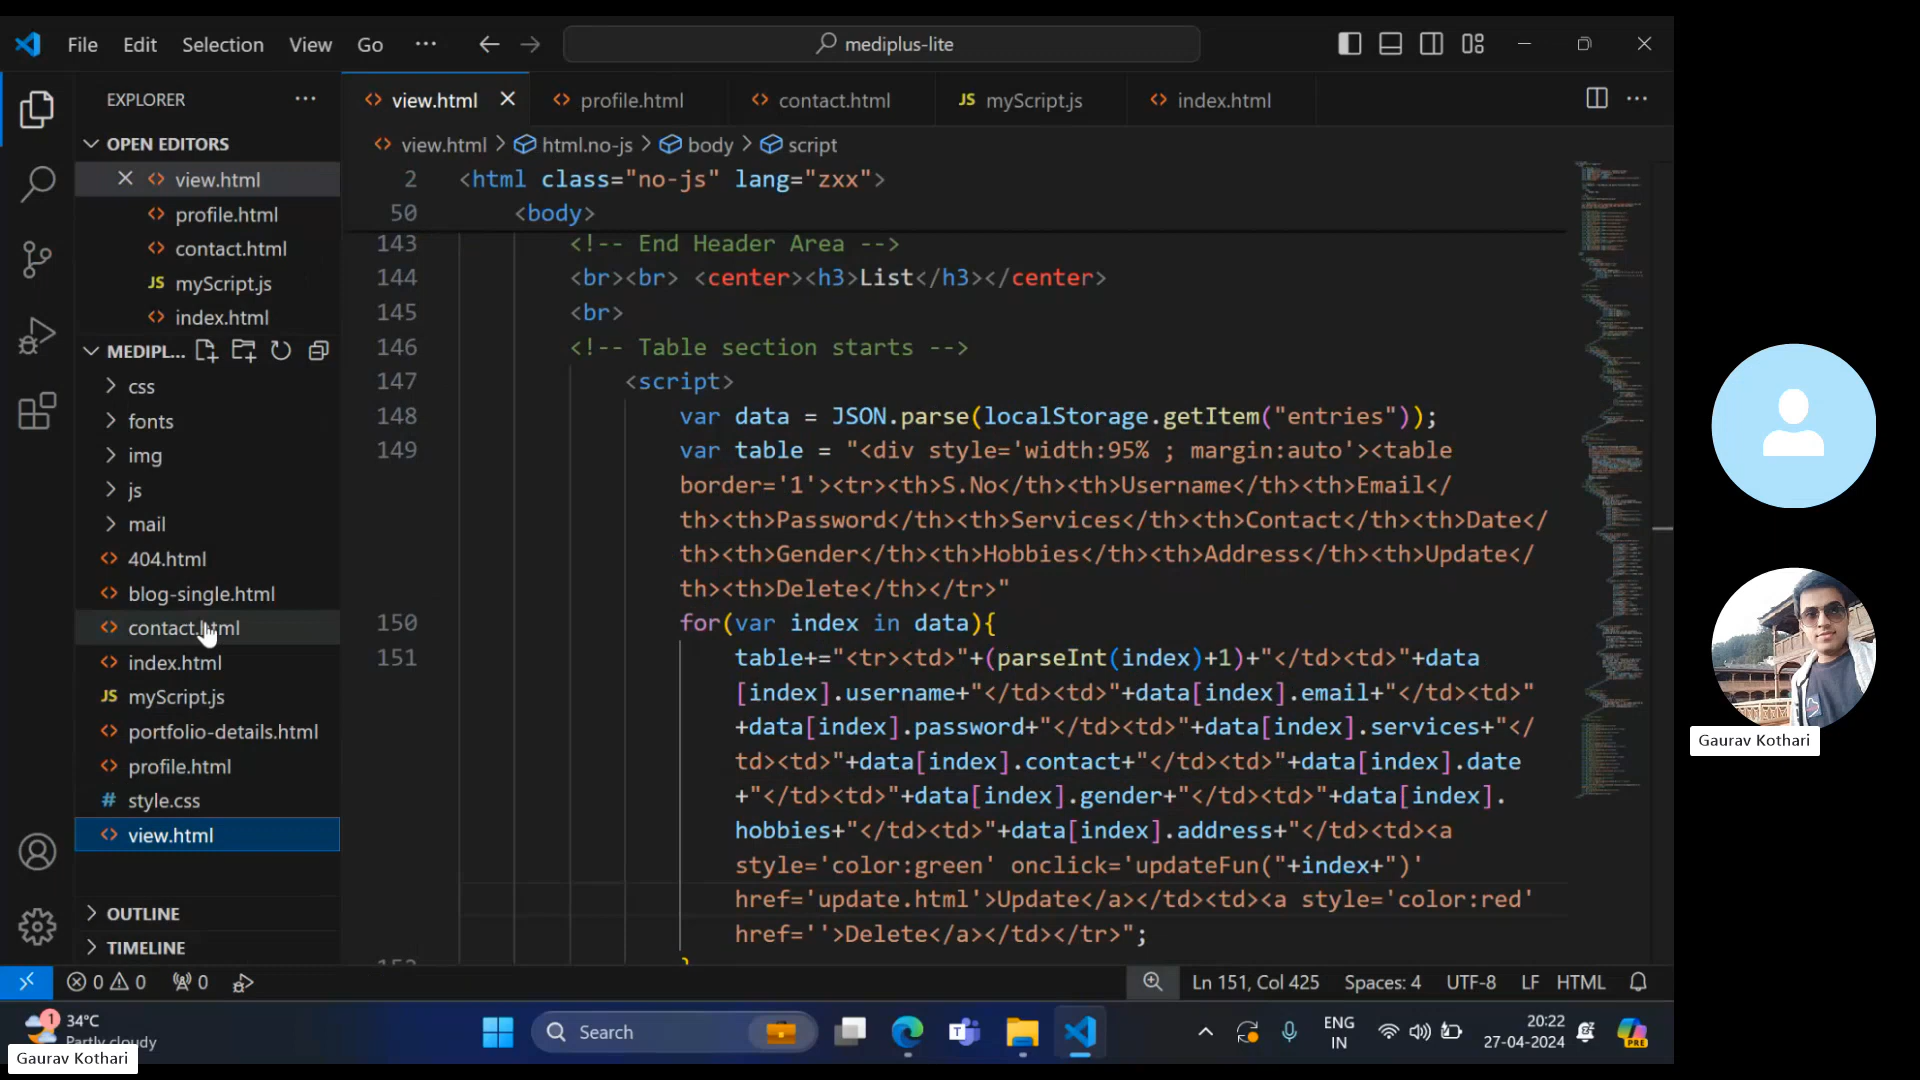 File Edit Selection View Go ... mediplus-lite
EXPLORER
OPEN EDITORS
view.html
profile.html
contact.html
JS myScript.js
index.html
MEDIPL...
css
fonts
img
js
mail
404.html
blog-single.html
contact.html
index.html
JS myScript.js
portfolio-details.html
profile.html
# style.css
view.html
OUTLINE
TIMELINE
view.html profile.html contact.html JS myScript.js index.html
view.html > html.no-js > body > script
2 <html class="no-js" lang="zxx">
50 <body>
143 <!-- End Header Area -->
144 <br><br> <center><h3>List</h3></center>
145 <br>
146 <!-- Table section starts -->
147 <script>
148 var data = JSON.parse(localStorage.getItem("entries"));
149 var table = "<div style='width:95% ; margin:auto'><table
border='1'><tr><th>S.No</th><th>Username</th><th>Email</
th><th>Password</th><th>Services</th><th>Contact</th><th>Date</
th><th>Gender</th><th>Hobbies</th><th>Address</th><th>Update</
th><th>Delete</th></tr>"
150 for(var index in data){
151 table+="<tr><td>"+(parseInt(index)+1)+"</td><td>"+data
[index].username+"</td><td>"+data[index].email+"</td><td>"
+data[index].password+"</td><td>"+data[index].services+"</
td><td>"+data[index].contact+"</td><td>"+data[index].date
+"</td><td>"+data[index].gender+"</td><td>"+data[index].
hobbies+"</td><td>"+data[index].address+"</td><td><a
style='color:green' onclick='updateFun("+index+")'
href='update.html'>Update</a></td><td><a style='color:red'
href=''>Delete</a></td></tr>";
0 0 0 Ln 151, Col 425 Spaces: 4 UTF-8 LF HTML
1 34°C
Partly cloudy
Search
ENG
IN
20:22
27-04-2024
PRE
Gaurav Kothari
Gaurav Kothari